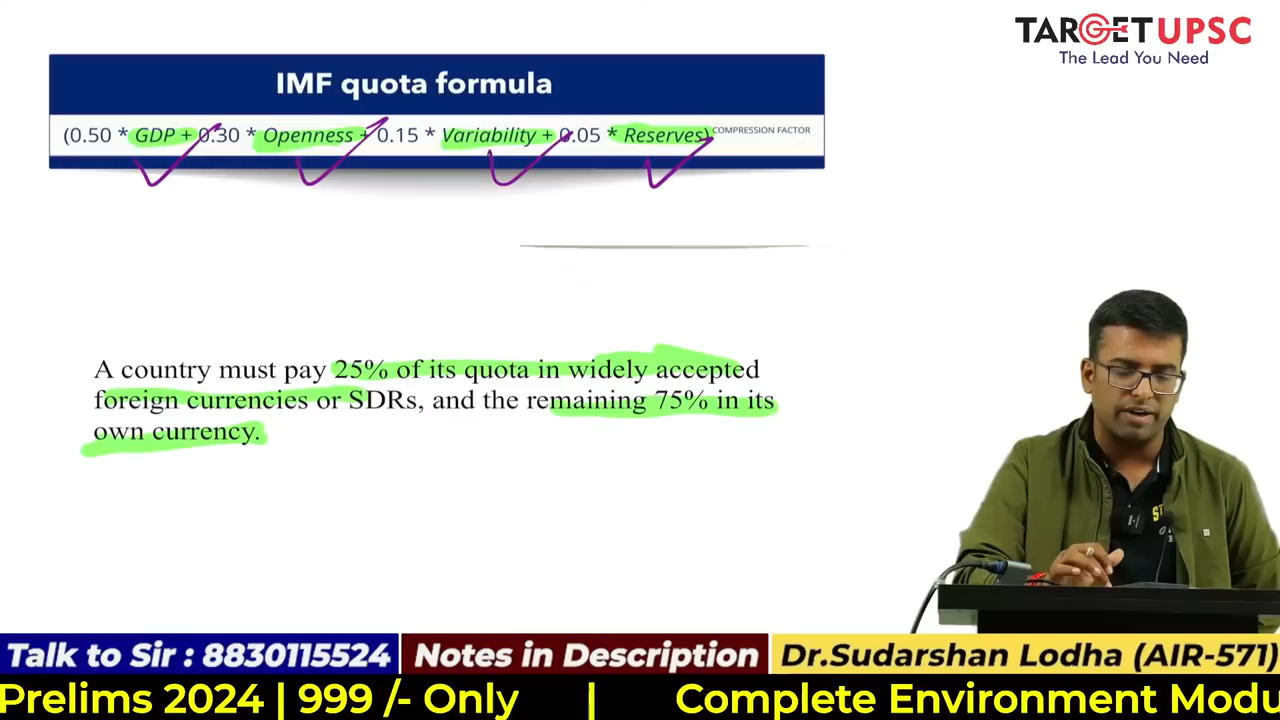 TARGET UPSC
The Lead You Need
IMF quota formula
(0.50 * GDP + 0.30 * Openness + 0.15 * Variability + 0.05 * Reserves) COMPRESSION FACTOR
A country must pay 25% of its quota in widely accepted
foreign currencies or SDRs, and the remaining 75% in its
own currency.
Talk to Sir : 8830115524
Notes in Description
Dr.Sudarshan Lodha (AIR-571)
Prelims 2024 | 999 /- Only | Complete Environment Modu